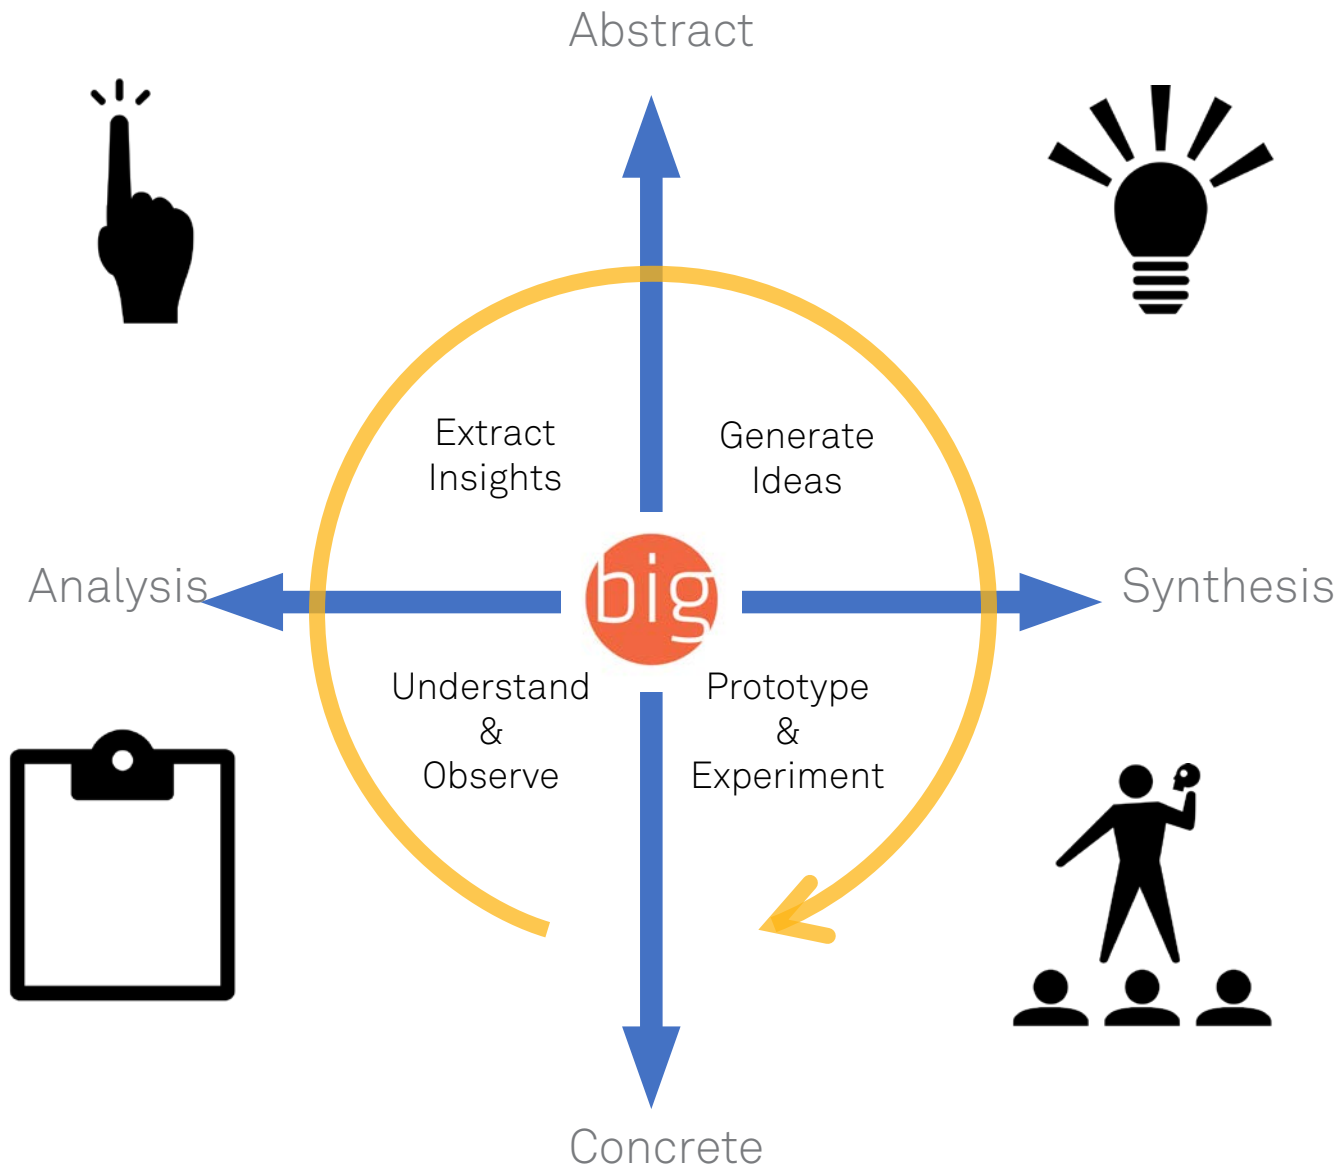 Abstract
Extract
Insights
Generate
Ideas
Analysis
big
Synthesis
Understand
&
Observe
Prototype
&
Experiment
Concrete